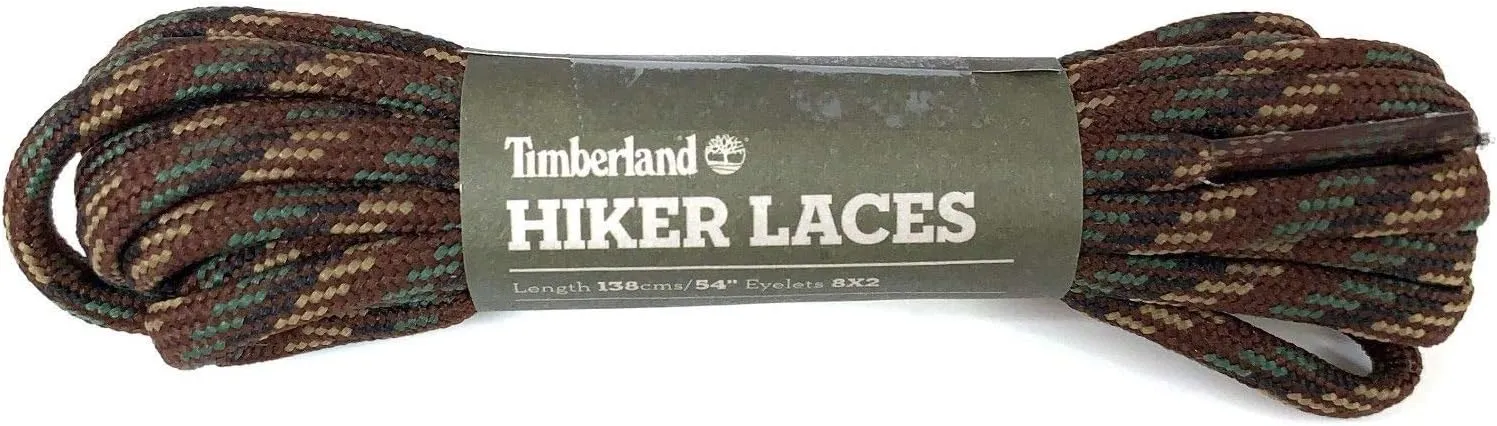 Timberland ®
HIKER LACES
Length 138cms/54" Eyelets 8X2